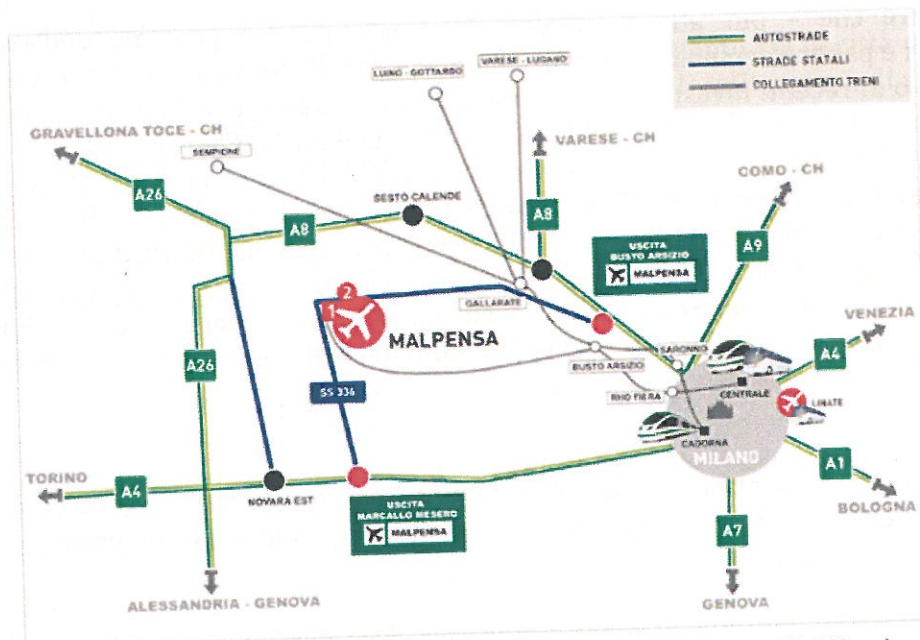 AUTOSTRADE
STRADE STATALI
COLLEGAMENTO TRENI
VARESE - LUGANO
LUINO - GOTTARDO
GRAVELLONA TOCE - CH
SEMPIONE
VARESE - CH
COMO - CH
A26
SESTO CALENDE
A8
A8
A9
USCITA
BUSTO ARSIZIO
MALPENSA
2
1
GALLARATE
MALPENSA
VENEZIA
A4
SARONNO
BUSTO ARSIZIO
A26
SS 336
RHO FIERA
CENTRALE
LINATE
CADORNA
MILANO
TORINO
A4
NOVARA EST
A1
BOLOGNA
USCITA
MARCALLO MESERO
MALPENSA
A7
ALESSANDRIA - GENOVA
GENOVA